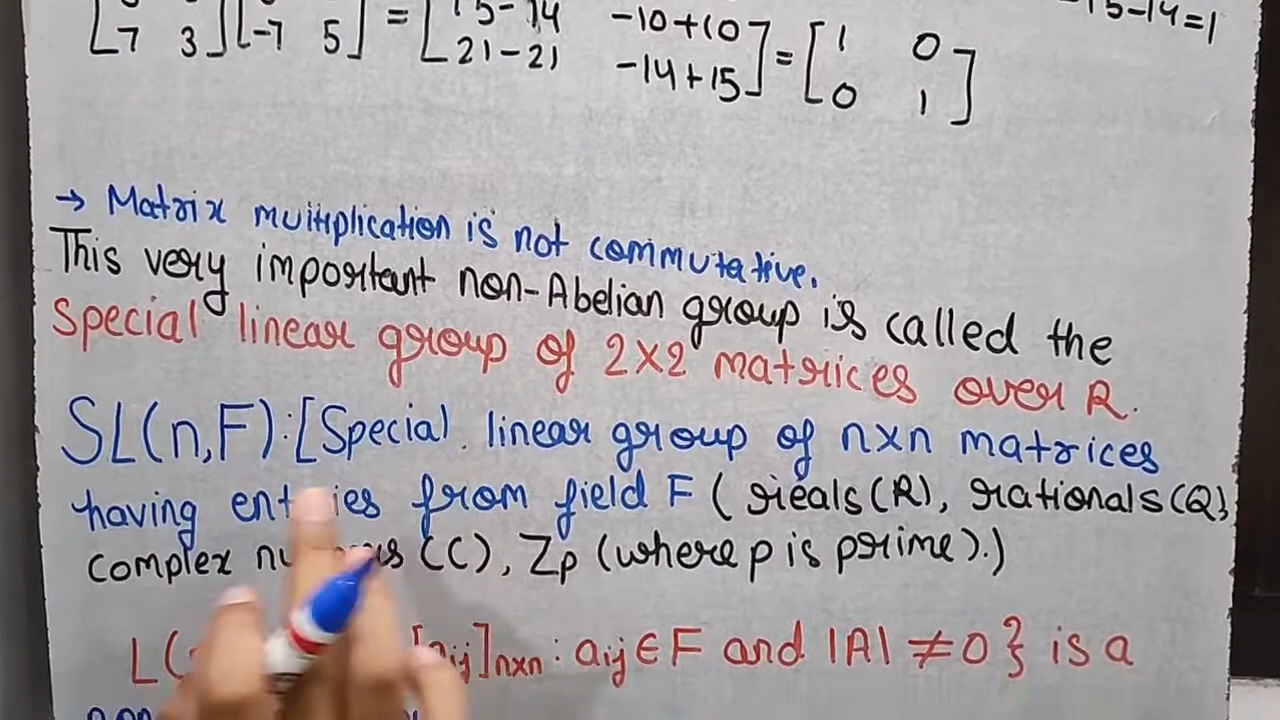 -15-14=1
[7 3][-7 5] = [15-14 -10+10] = [1 0]
21-21 -14+15 0 1]
→ Matrix multiplication is not commutative.
This very important non-Abelian group is called the
Special linear group of 2x2 matrices over R.
SL(n,F):[Special linear group of nxn matrices
having entries from field F (reals(R), rationals(Q),
complex (C), Zp (where p is prime).)
L( aij]nxn : aij∈F and |A| ≠0} is a